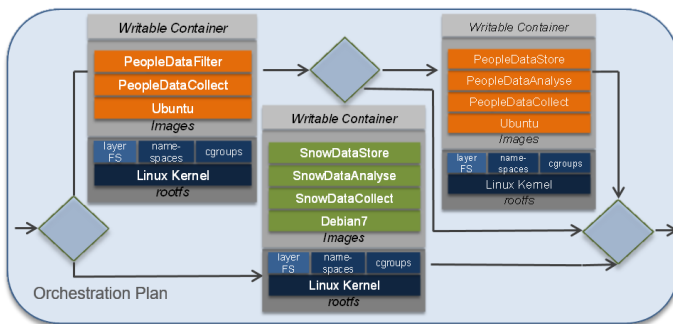 Writable Container
PeopleDataFilter
PeopleDataCollect
Ubuntu
Images
layer
FS
name-
spaces
cgroups
Linux Kernel
rootfs
Writable Container
SnowDataStore
SnowDataAnalyse
SnowDataCollect
Debian7
Images
layer
FS
name-
spaces
cgroups
Linux Kernel
rootfs
Writable Container
PeopleDataStore
PeopleDataAnalyse
PeopleDataCollect
Ubuntu
Images
layer
FS
name-
spaces
cgroups
Linux Kernel
rootfs
Orchestration Plan